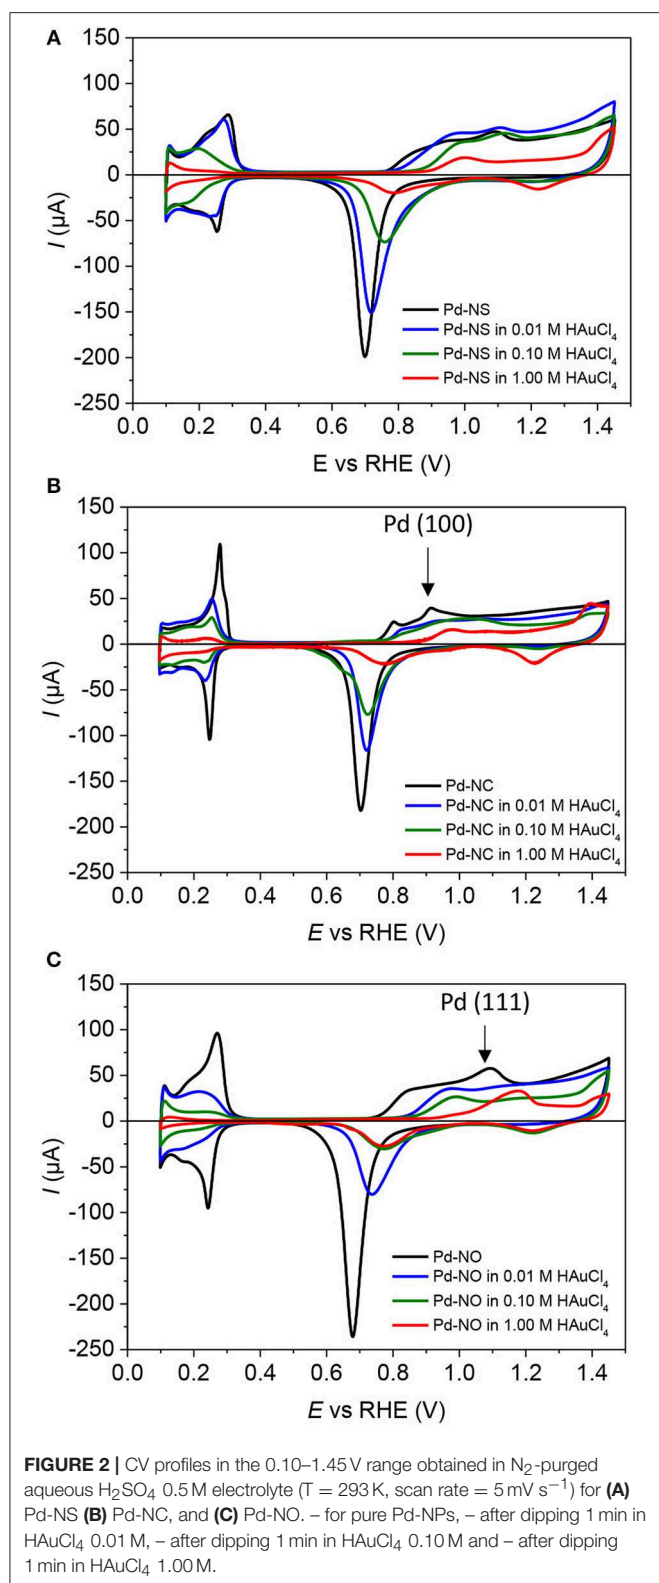 A
150
100
50
0
-50
-100
-150
-200
-250
I (µA)
Pd-NS
Pd-NS in 0.01 M HAuCl₄
Pd-NS in 0.10 M HAuCl₄
Pd-NS in 1.00 M HAuCl₄
0.0 0.2 0.4 0.6 0.8 1.0 1.2 1.4
E vs RHE (V)
B
150
100
50
0
-50
-100
-150
-200
-250
I (µA)
Pd (100)
Pd-NC
Pd-NC in 0.01 M HAuCl₄
Pd-NC in 0.10 M HAuCl₄
Pd-NC in 1.00 M HAuCl₄
0.0 0.2 0.4 0.6 0.8 1.0 1.2 1.4
E vs RHE (V)
C
150
100
50
0
-50
-100
-150
-200
-250
I (µA)
Pd (111)
Pd-NO
Pd-NO in 0.01 M HAuCl₄
Pd-NO in 0.10 M HAuCl₄
Pd-NO in 1.00 M HAuCl₄
0.0 0.2 0.4 0.6 0.8 1.0 1.2 1.4
E vs RHE (V)
FIGURE 2 | CV profiles in the 0.10–1.45 V range obtained in N₂-purged
aqueous H₂SO₄ 0.5 M electrolyte (T = 293 K, scan rate = 5 mV s⁻¹) for (A)
Pd-NS (B) Pd-NC, and (C) Pd-NO. – for pure Pd-NPs, – after dipping 1 min in
HAuCl₄ 0.01 M, – after dipping 1 min in HAuCl₄ 0.10 M and – after dipping
1 min in HAuCl₄ 1.00 M.